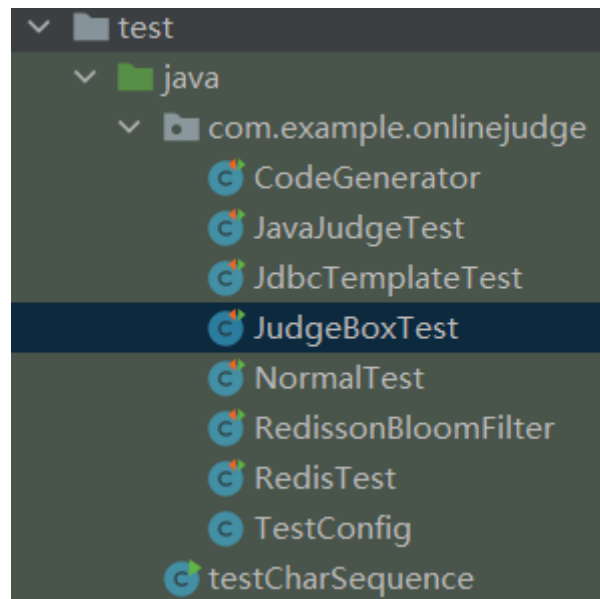 test
java
com.example.onlinejudge
CodeGenerator
JavaJudgeTest
JdbcTemplateTest
JudgeBoxTest
NormalTest
RedissonBloomFilter
RedisTest
TestConfig
testCharSequence